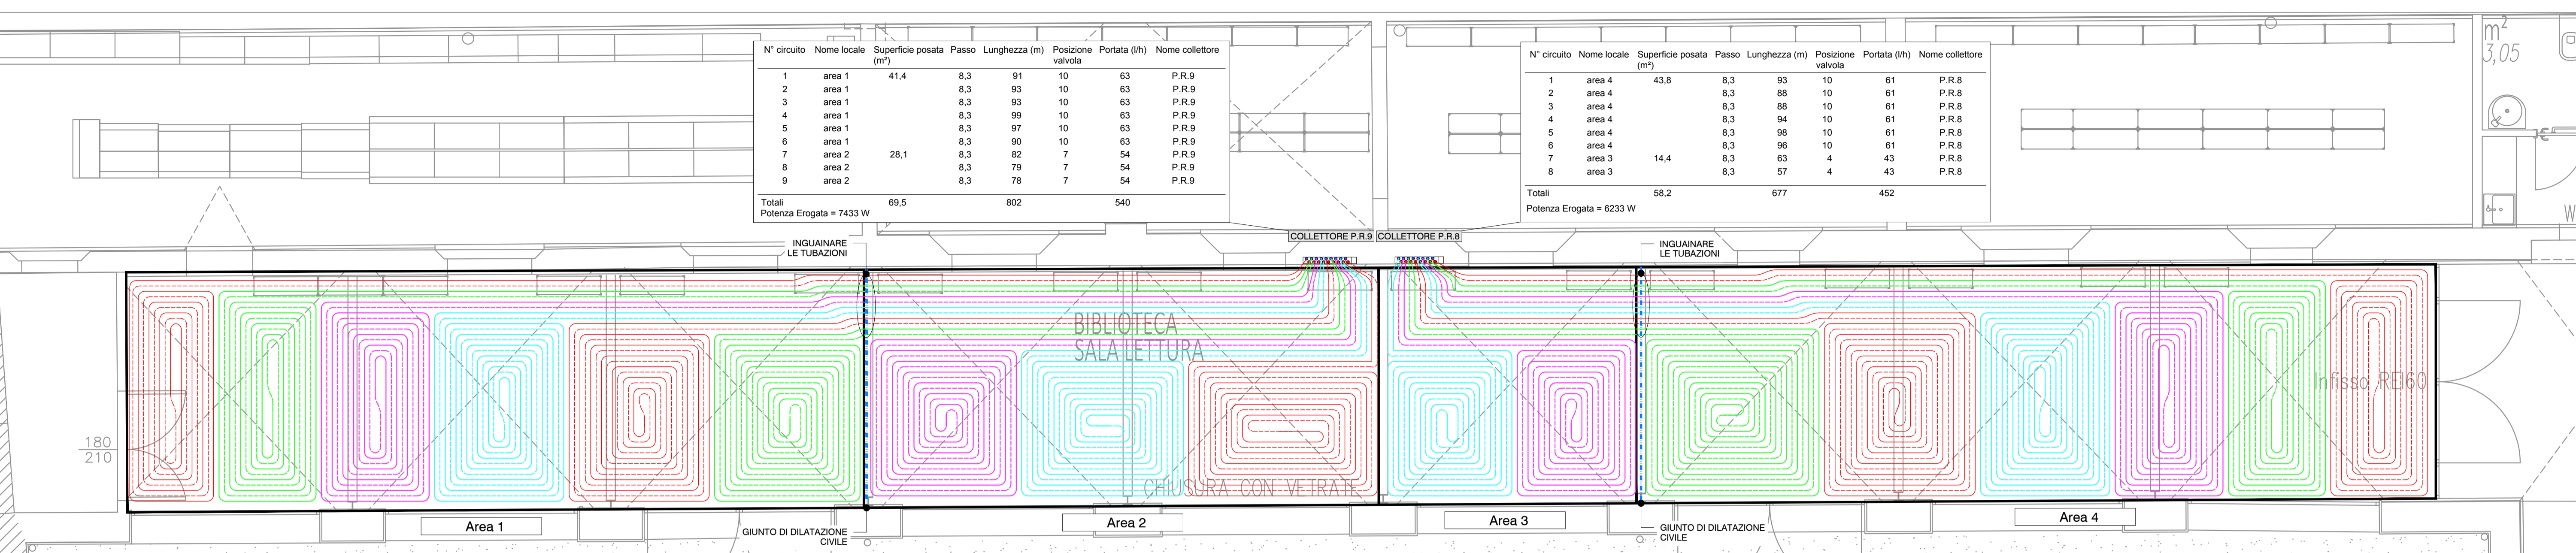 N° circuito Nome locale Superficie posata (m²) Passo Lunghezza (m) Posizione valvola Portata (l/h) Nome collettore
1 area 1 41,4 8,3 91 10 63 P.R.9
2 area 1 8,3 93 10 63 P.R.9
3 area 1 8,3 93 10 63 P.R.9
4 area 1 8,3 99 10 63 P.R.9
5 area 1 8,3 97 10 63 P.R.9
6 area 1 8,3 90 10 63 P.R.9
7 area 2 28,1 8,3 82 7 54 P.R.9
8 area 2 8,3 79 7 54 P.R.9
9 area 2 8,3 78 7 54 P.R.9
Totali 69,5 802 540
Potenza Erogata = 7433 W
N° circuito Nome locale Superficie posata (m²) Passo Lunghezza (m) Posizione valvola Portata (l/h) Nome collettore
1 area 4 43,8 8,3 93 10 61 P.R.8
2 area 4 8,3 88 10 61 P.R.8
3 area 4 8,3 88 10 61 P.R.8
4 area 4 8,3 94 10 61 P.R.8
5 area 4 8,3 98 10 61 P.R.8
6 area 4 8,3 96 10 61 P.R.8
7 area 3 14,4 8,3 63 4 43 P.R.8
8 area 3 8,3 57 4 43 P.R.8
Totali 58,2 677 452
Potenza Erogata = 6233 W
m²
3,05
W
COLLETTORE P.R.9 COLLETTORE P.R.8
INGUAINARE
LE TUBAZIONI
INGUAINARE
LE TUBAZIONI
BIBLIOTECA
SALA LETTURA
Infisso REI60
180
210
CHIUSURA CON VETRATE
Area 1
Area 2
Area 3
Area 4
GIUNTO DI DILATAZIONE
CIVILE
GIUNTO DI DILATAZIONE
CIVILE